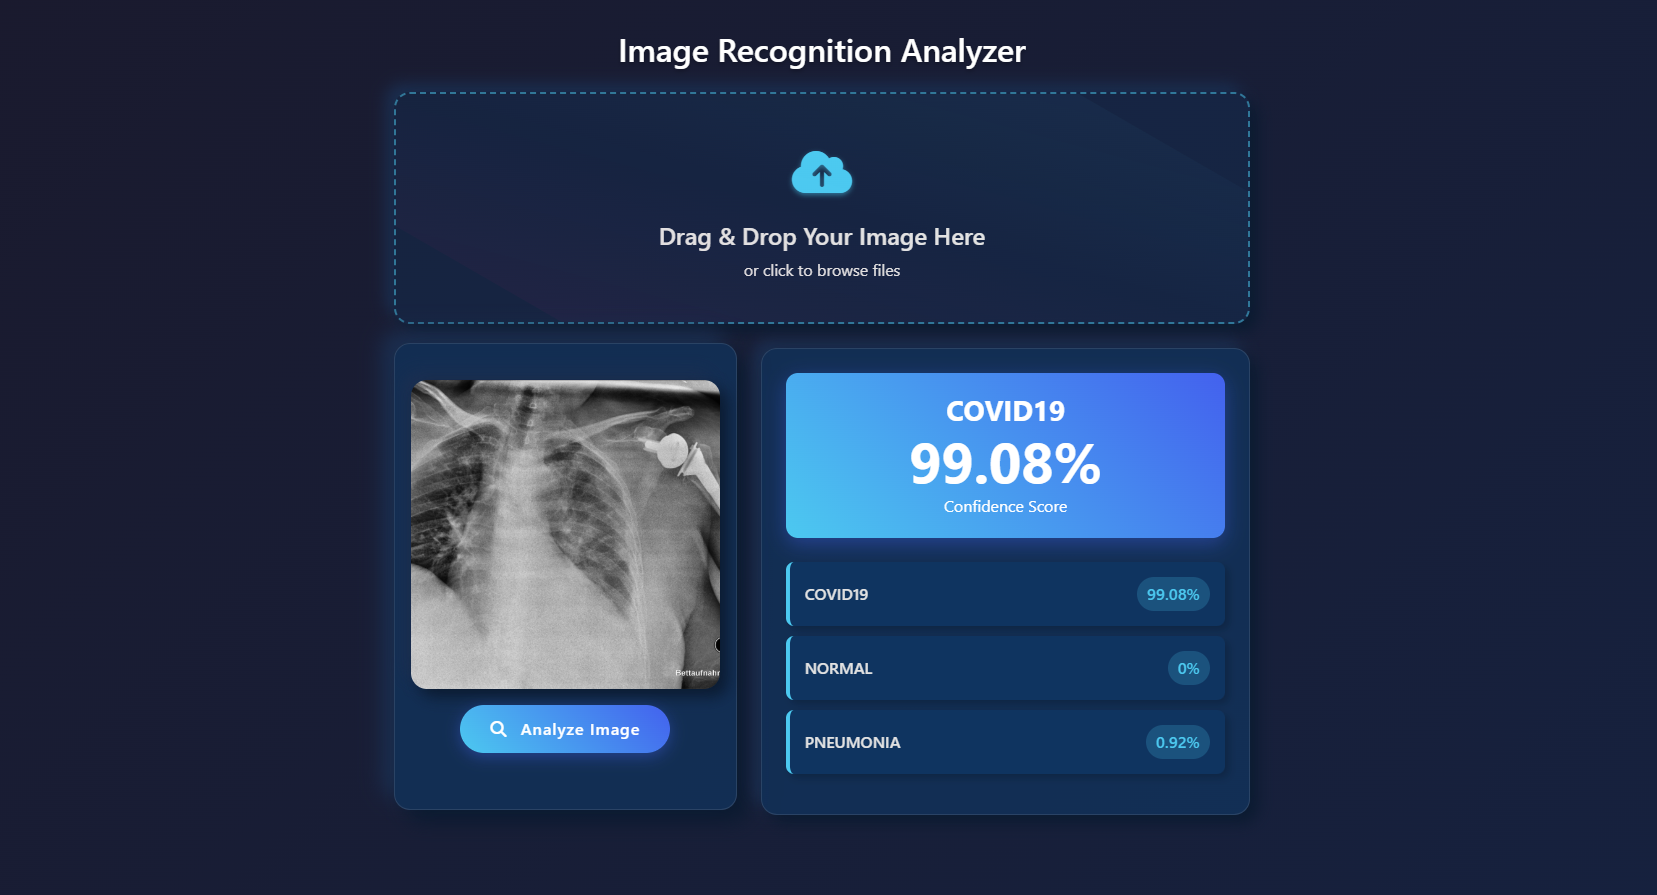 Image Recognition Analyzer
Drag & Drop Your Image Here
or click to browse files
Bettaufnahr
Analyze Image
COVID19
99.08%
Confidence Score
COVID19 99.08%
NORMAL 0%
PNEUMONIA 0.92%